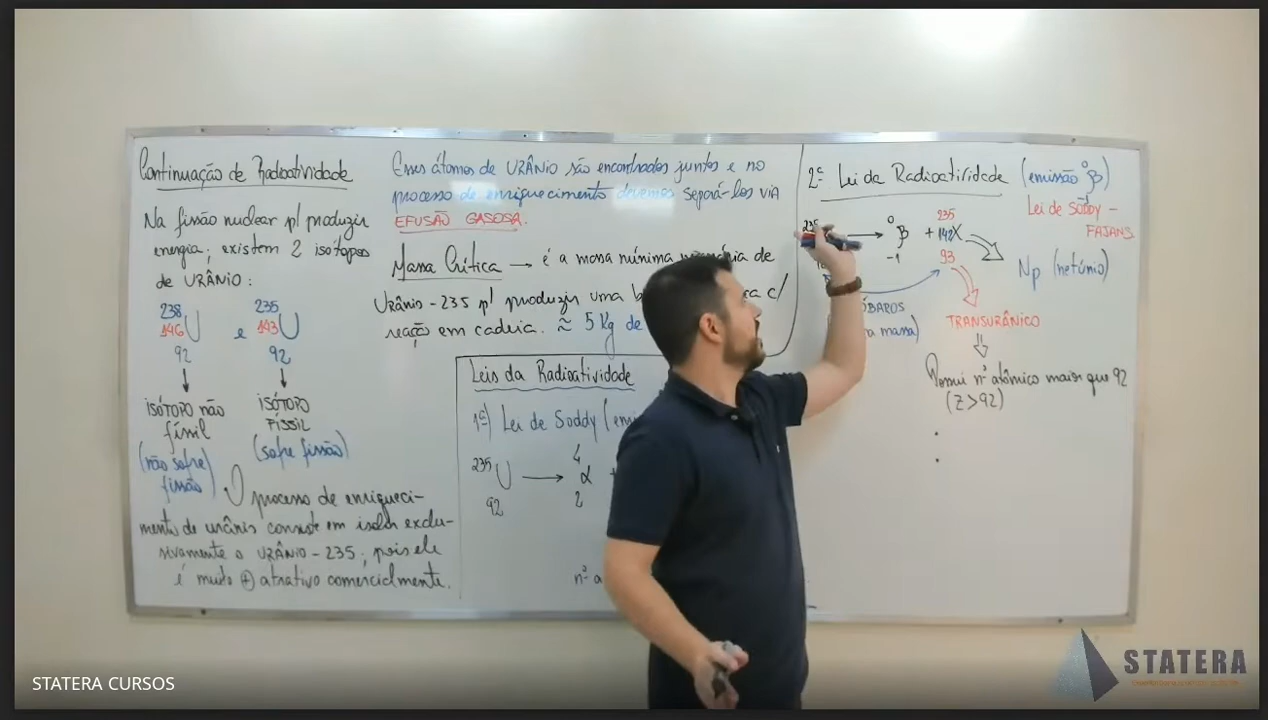 Continuação de Radioatividade
Na fissão nuclear p/ produzir
energia, existem 2 isótopos
de URÂNIO:
238
146 U
92
e
235
143 U
92
ISÓTOPO não
físsil
(não sofre
fissão)
ISÓTOPO
FÍSSIL
(sofre fissão)
O processo de enriqueci-
mento de urânio consiste em isolar exclu-
sivamente o URÂNIO-235, pois ele
é muito (+) atrativo comercialmente.
Esses átomos de URÂNIO são encontrados juntos e no
processo de enriquecimento devemos separá-los VIA
EFUSÃO GASOSA.
Massa Crítica → é a massa mínima de
Urânio-235 p/ produzir uma c/
reação em cadeia. ≈ 5 Kg de
Leis da Radioatividade
1ª) Lei de Soddy
235 U
92
→
4
α
2
nº
2ª Lei da Radioatividade (emissão 0 β)
Lei de Soddy -
FAJANS
235
→
0
β
-1
+
235
142 X
93
Np (netúnio)
massa)
TRANSURÂNICO
Possui nº atômico maior que 92
(Z>92)
STATERA CURSOS
STATERA